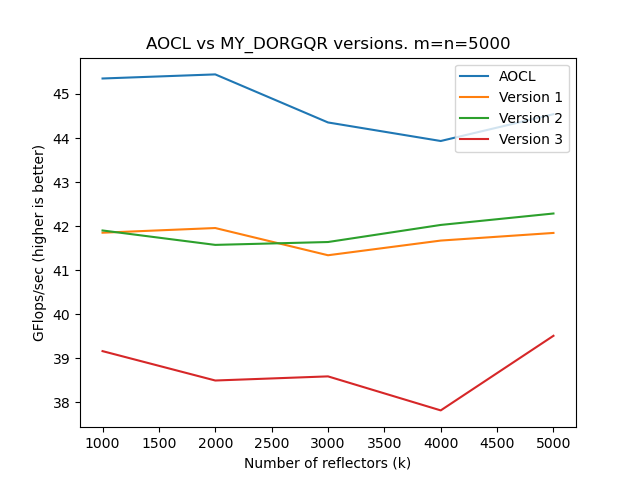 AOCL vs MY_DORGQR versions. m=n=5000
GFlops/sec (higher is better)
45
44
43
42
41
40
39
38
AOCL
Version 1
Version 2
Version 3
1000
1500
2000
2500
3000
3500
4000
4500
5000
Number of reflectors (k)